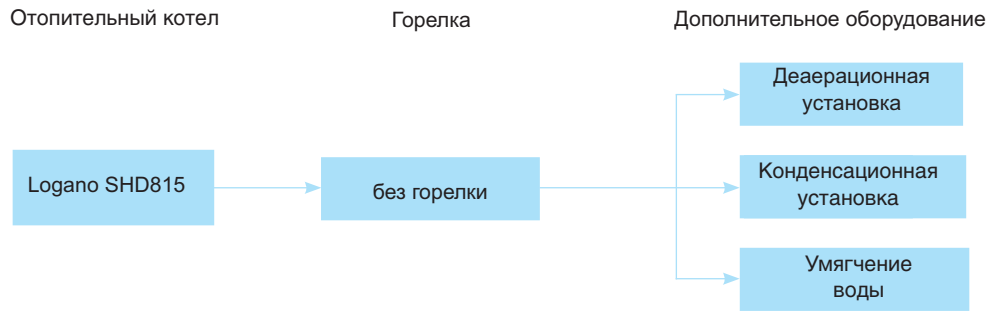 Отопительный котел
Горелка
Дополнительное оборудование
Logano SHD815
без горелки
Деаерационная
установка
Конденсационная
установка
Умягчение
воды